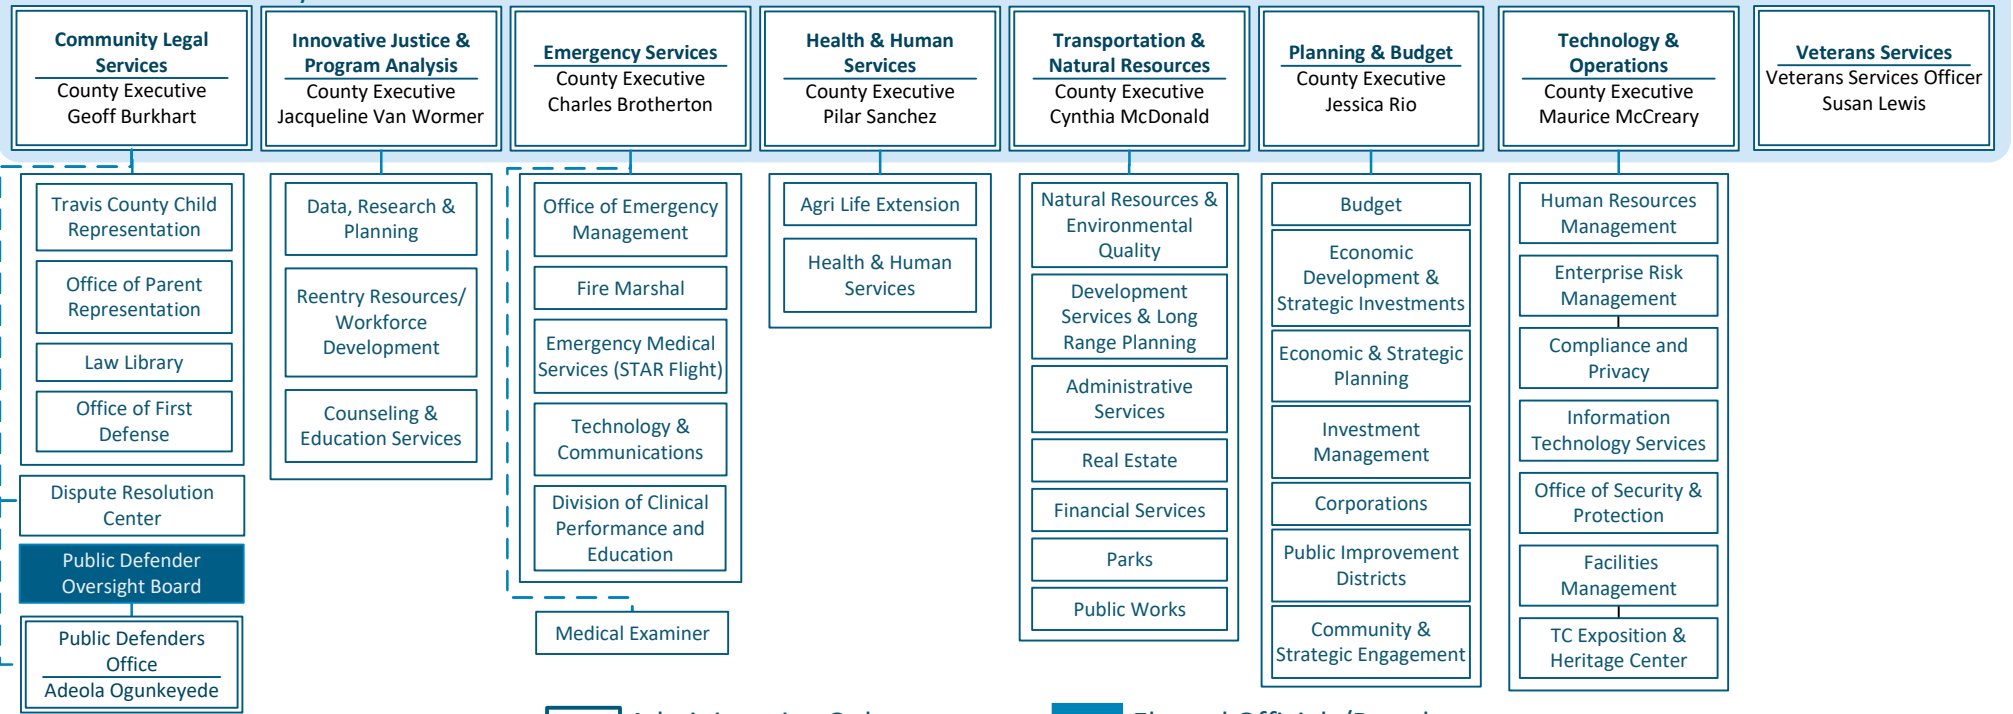 Community Legal
Services
County Executive
Geoff Burkhart
Innovative Justice &
Program Analysis
County Executive
Jacqueline Van Wormer
Emergency Services
County Executive
Charles Brotherton
Health & Human
Services
County Executive
Pilar Sanchez
Transportation &
Natural Resources
County Executive
Cynthia McDonald
Planning & Budget
County Executive
Jessica Rio
Technology &
Operations
County Executive
Maurice McCreary
Veterans Services
Veterans Services Officer
Susan Lewis
Travis County Child
Representation
Office of Parent
Representation
Law Library
Office of First
Defense
Dispute Resolution
Center
Public Defender
Oversight Board
Public Defenders
Office
Adeola Ogunkeyede
Data, Research &
Planning
Reentry Resources/
Workforce
Development
Counseling &
Education Services
Office of Emergency
Management
Fire Marshal
Emergency Medical
Services (STAR Flight)
Technology &
Communications
Division of Clinical
Performance and
Education
Medical Examiner
Agri Life Extension
Health & Human
Services
Natural Resources &
Environmental
Quality
Development
Services & Long
Range Planning
Administrative
Services
Real Estate
Financial Services
Parks
Public Works
Budget
Economic
Development &
Strategic Investments
Economic & Strategic
Planning
Investment
Management
Corporations
Public Improvement
Districts
Community &
Strategic Engagement
Human Resources
Management
Enterprise Risk
Management
Compliance and
Privacy
Information
Technology Services
Office of Security &
Protection
Facilities
Management
TC Exposition &
Heritage Center